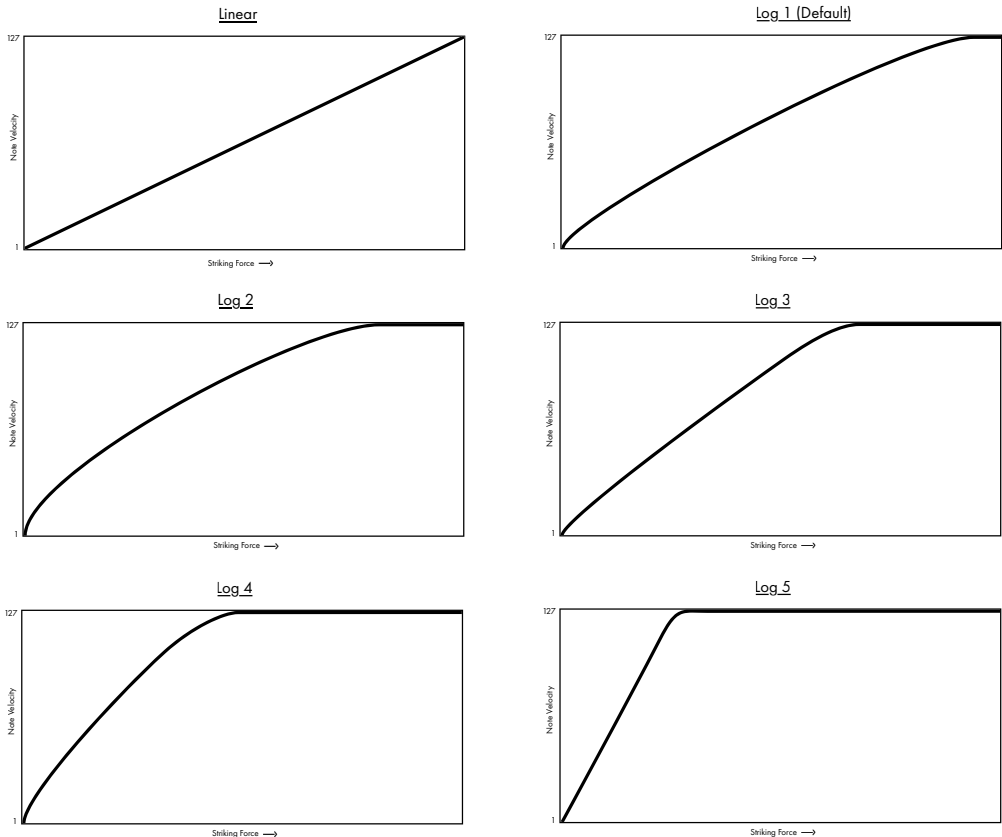 Linear
127
Note Velocity
1
Striking Force →
Log 1 (Default)
127
Note Velocity
1
Striking Force →
Log 2
127
Note Velocity
1
Striking Force →
Log 3
127
Note Velocity
1
Striking Force →
Log 4
127
Note Velocity
1
Striking Force →
Log 5
127
Note Velocity
1
Striking Force →